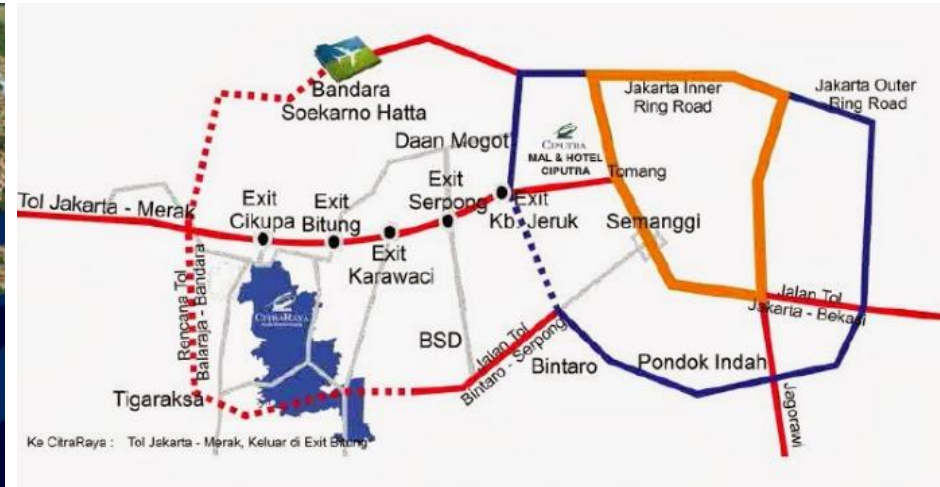 Bandara
Soekarno Hatta
Jakarta Inner
Ring Road
Jakarta Outer
Ring Road
Daan Mogot
CIPUTRA
MAL & HOTEL
CIPUTRA
Tomang
Tol Jakarta - Merak
Exit
Cikupa
Exit
Bitung
Exit
Karawaci
Exit
Serpong
Exit
Kb. Jeruk
Semanggi
Rencana Tol
Balaraja - Bandara
CITRARAYA
Jalan Tol
Jakarta - Bekasi
BSD
Jalan Tol
Bintaro - Serpong
Bintaro
Pondok Indah
Tigaraksa
Jagorawi
Ke CitraRaya : Tol Jakarta - Merak, Keluar di Exit Bitung